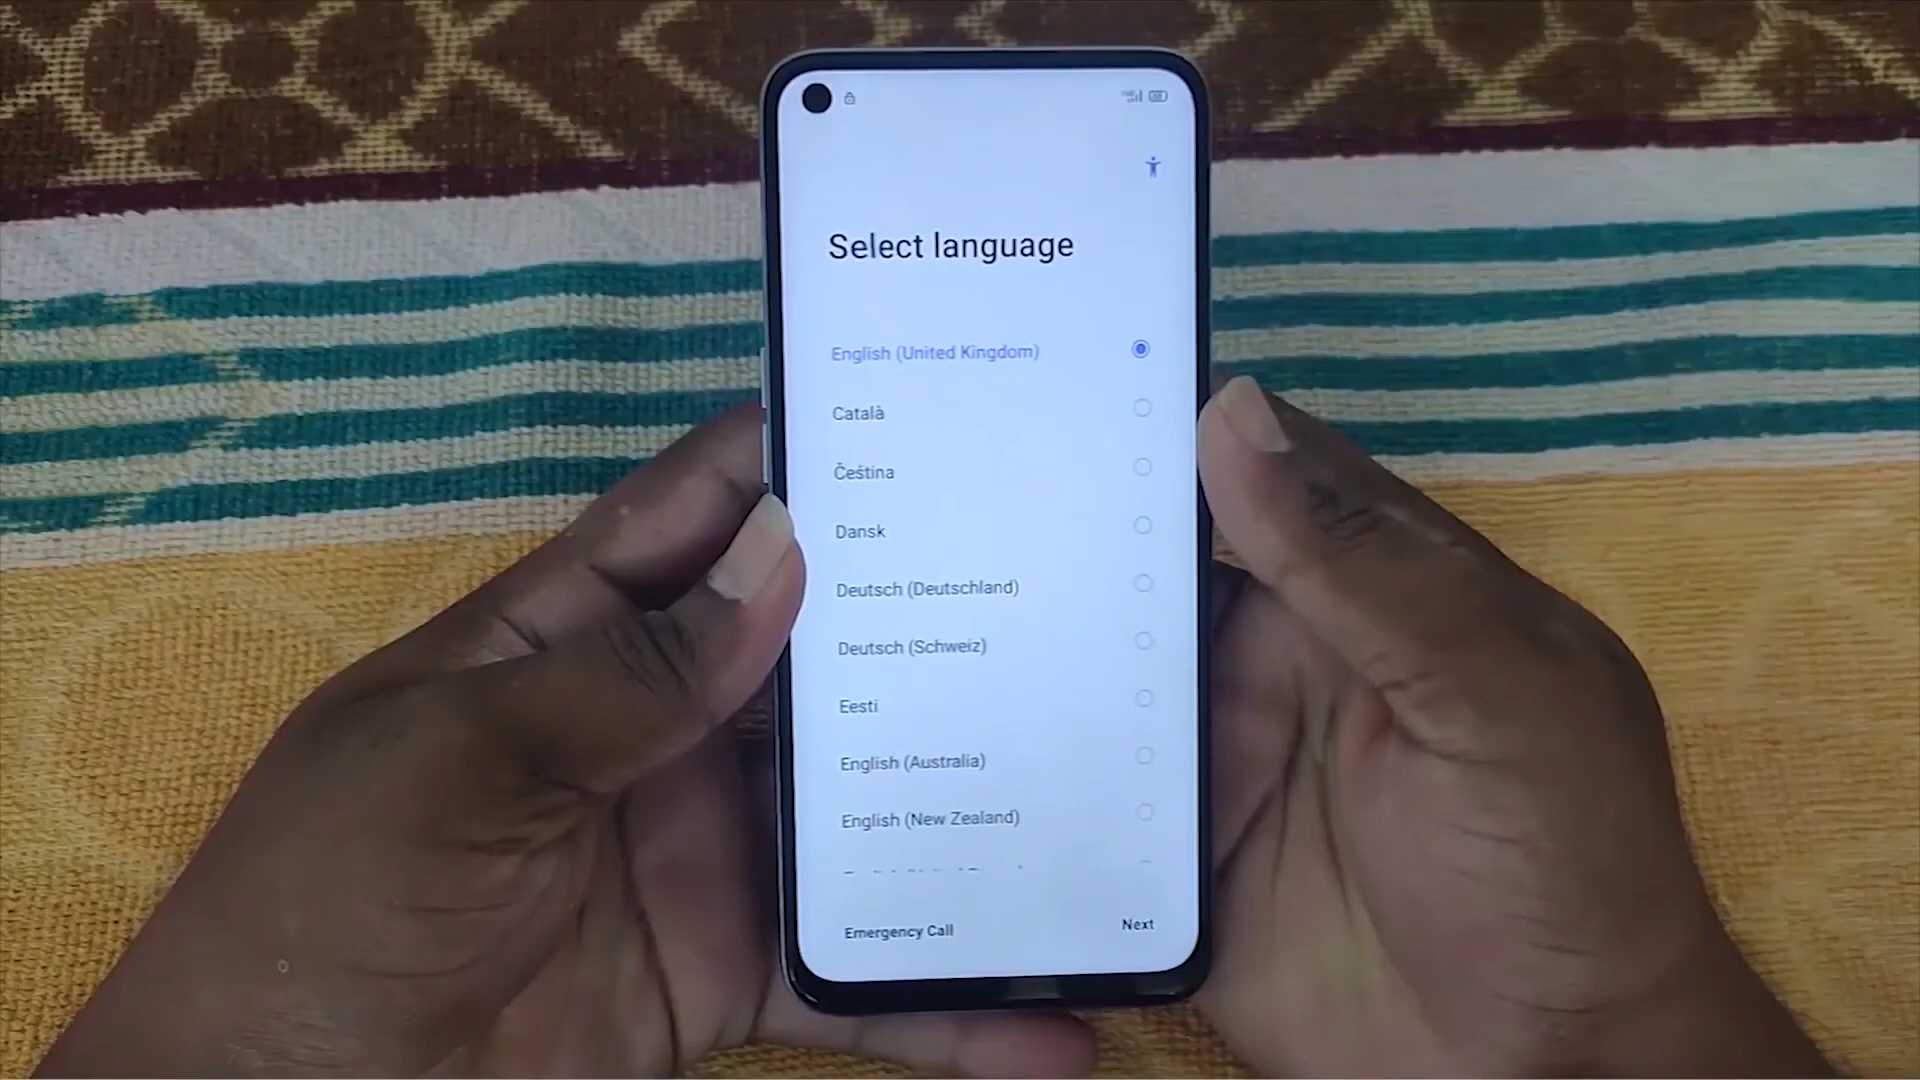 Select language
English (United Kingdom)
Català
Čeština
Dansk
Deutsch (Deutschland)
Deutsch (Schweiz)
Eesti
English (Australia)
English (New Zealand)
Emergency Call
Next